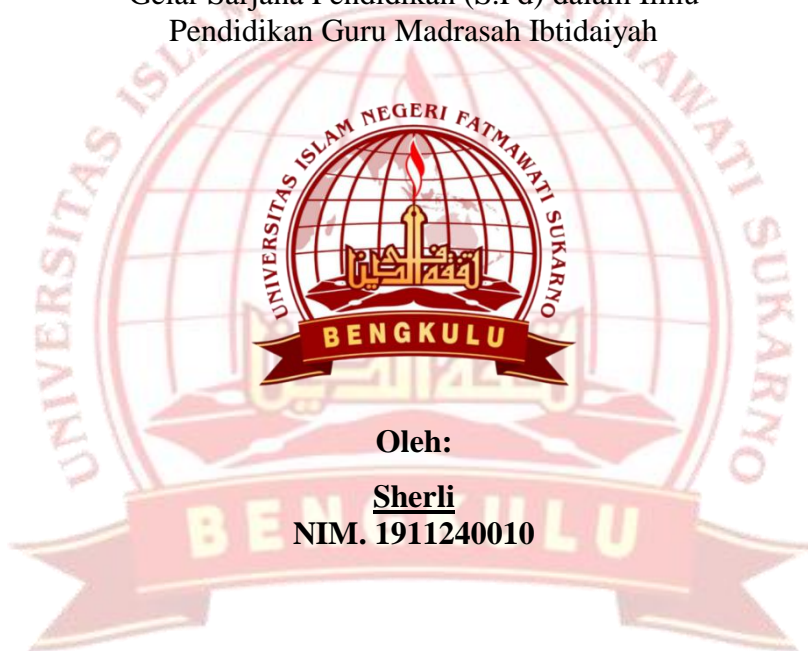 Gelar Sarjana Pendidikan (S.Pd) dalam Ilmu
Pendidikan Guru Madrasah Ibtidaiyah
UNIVERSITAS ISLAM NEGERI FATMAWATI SUKARNO
BENGKULU
Oleh:
Sherli
NIM. 1911240010